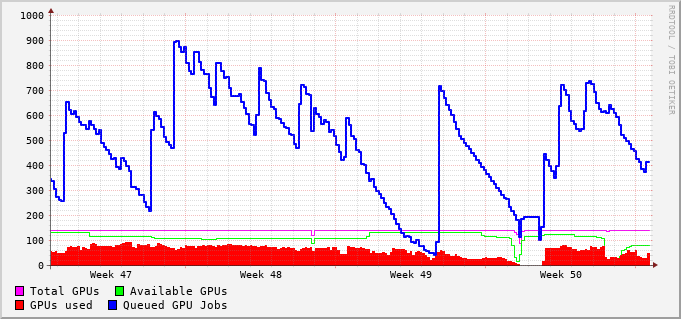 1000
900
800
700
600
500
400
300
200
100
0
Week 47 Week 48 Week 49 Week 50
Total GPUs Available GPUs
GPUs used Queued GPU Jobs
RRDTOOL / TOBI OETIKER